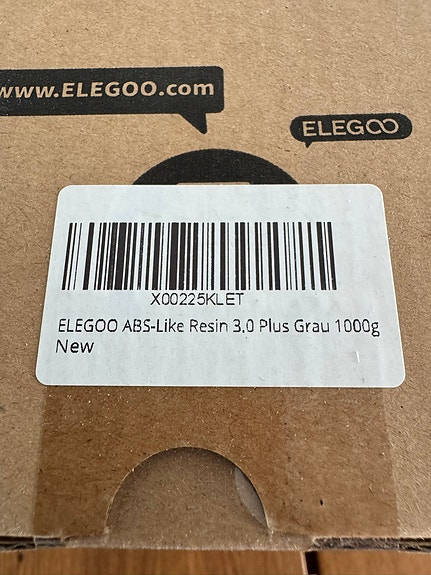 www.ELEGOO.com
ELEGOO
X00225KLET
ELEGOO ABS-Like Resin 3.0 Plus Grau 1000g
New